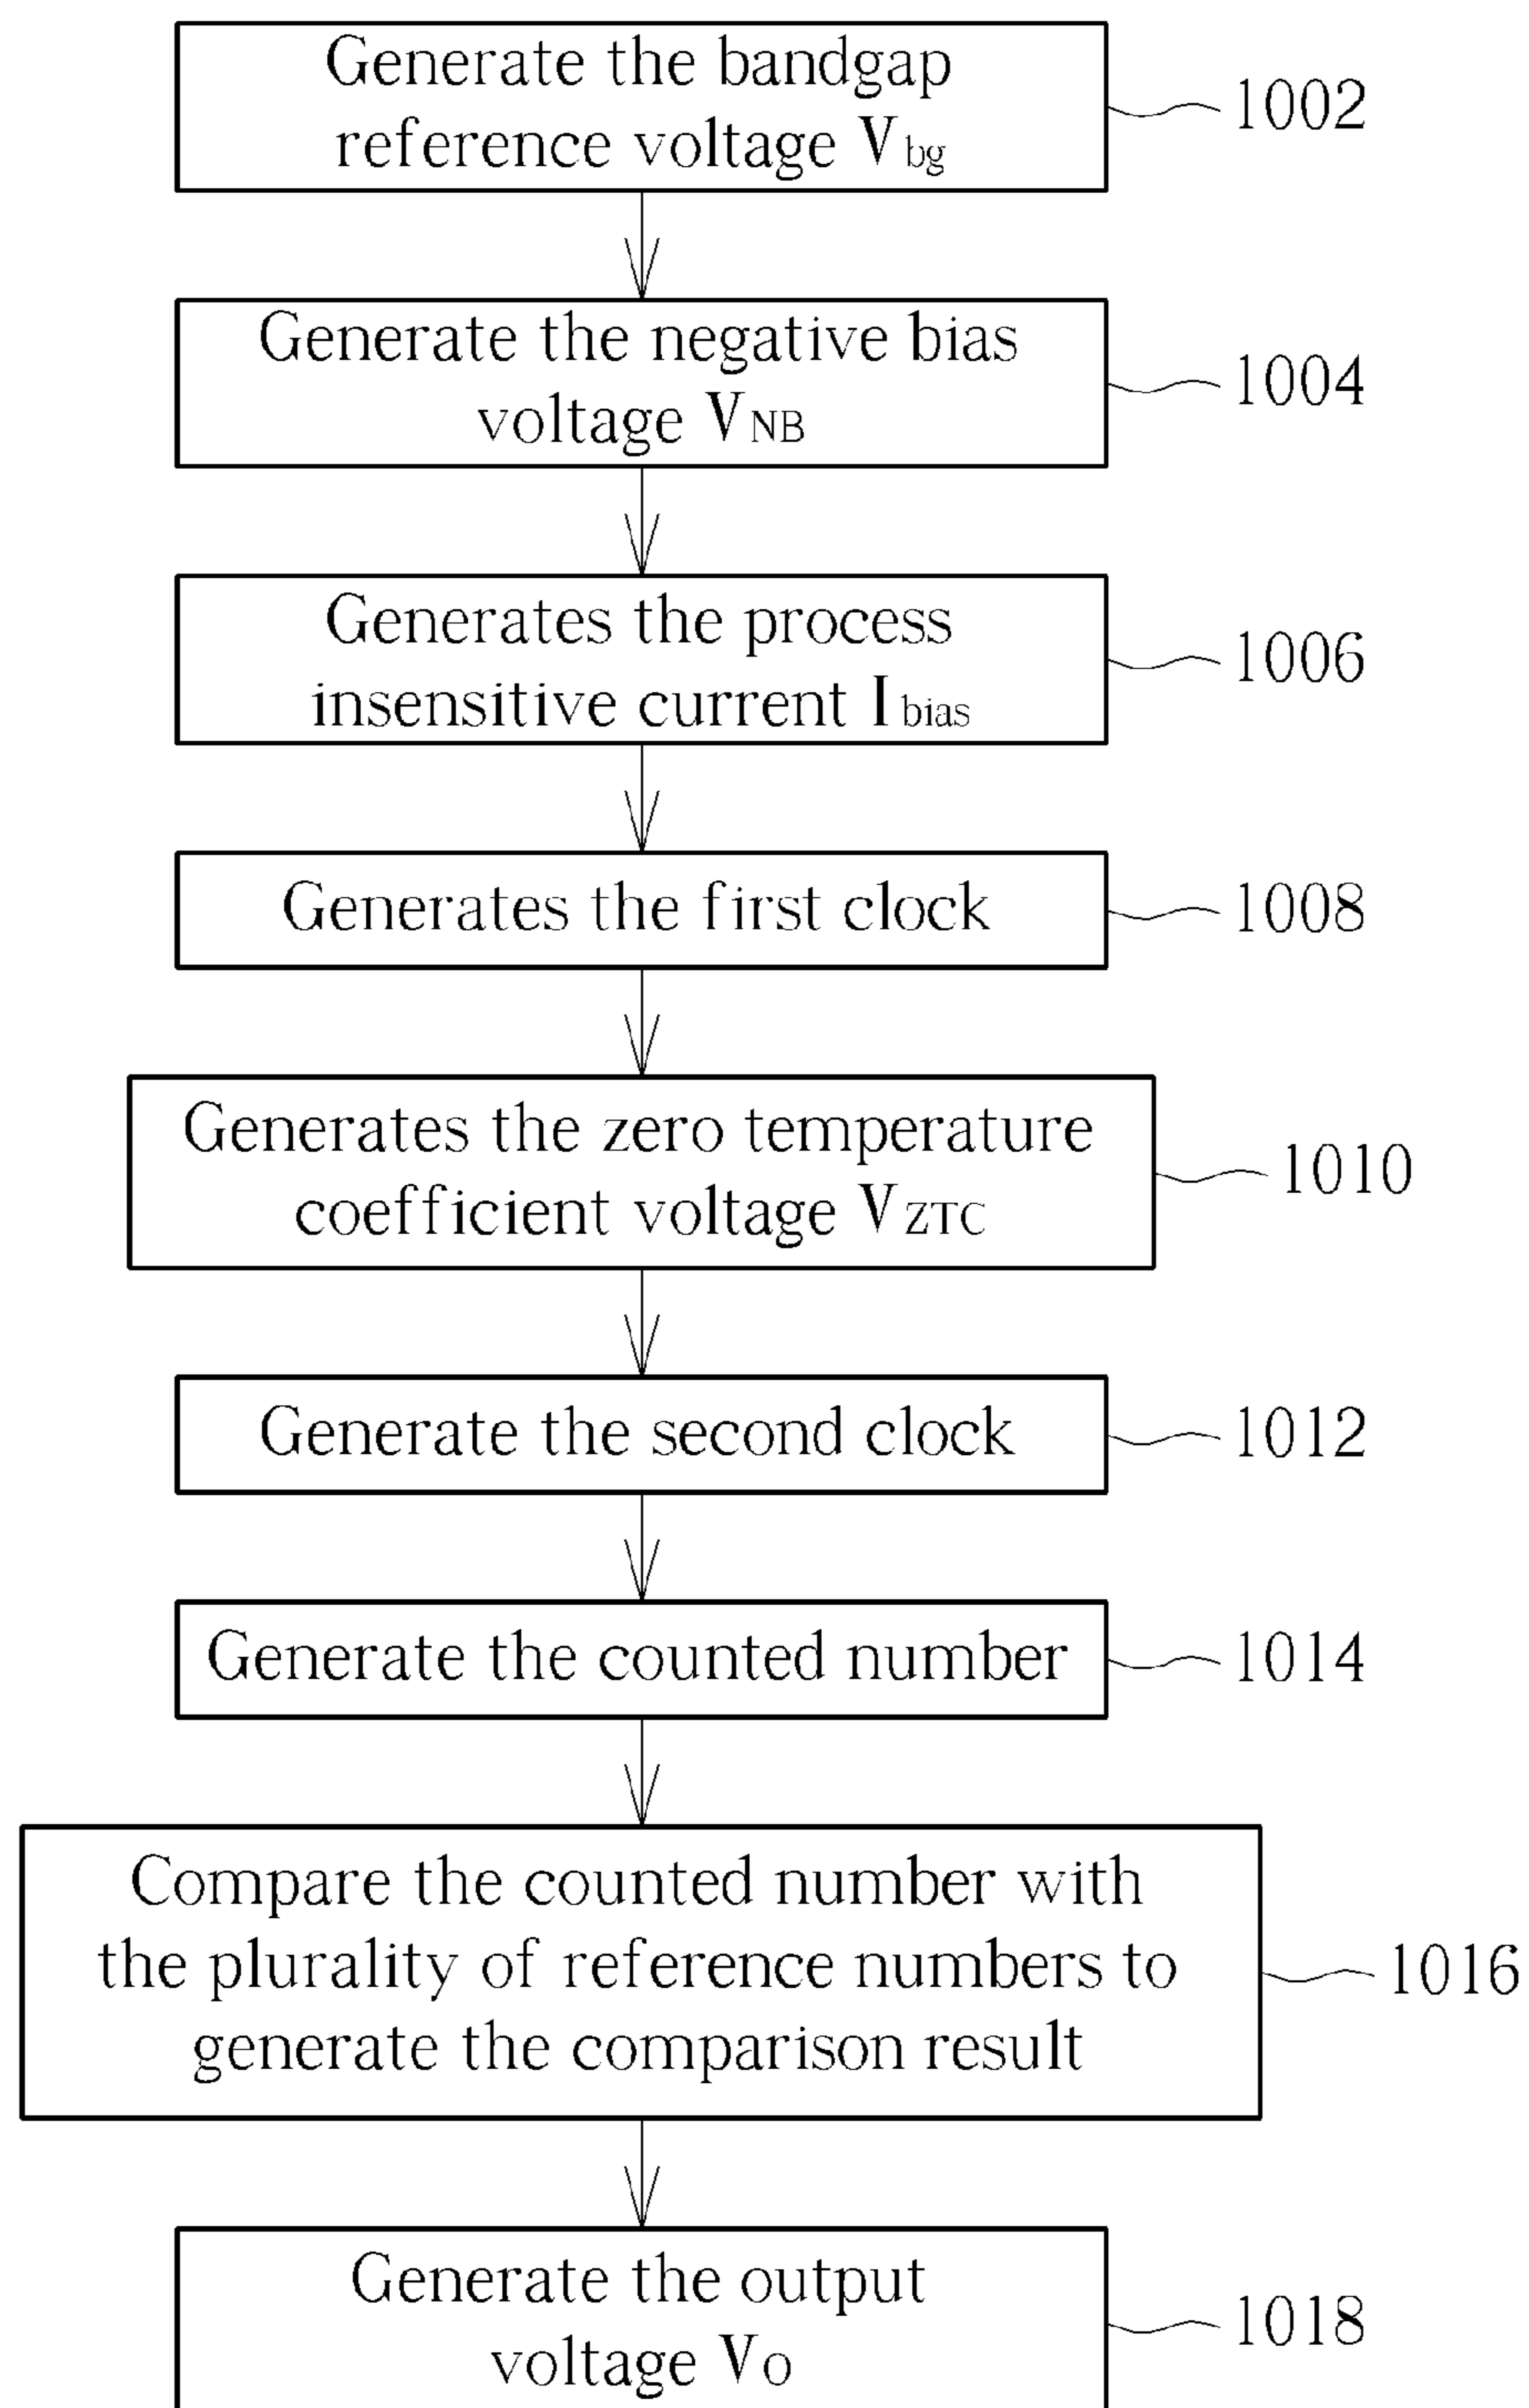 Generate the bandgap
reference voltage Vbg
1002
Generate the negative bias
voltage VNB
1004
Generates the process
insensitive current Ibias
1006
Generates the first clock
1008
Generates the zero temperature
coefficient voltage VZTC
1010
Generate the second clock
1012
Generate the counted number
1014
Compare the counted number with
the plurality of reference numbers to
generate the comparison result
1016
Generate the output
voltage VO
1018